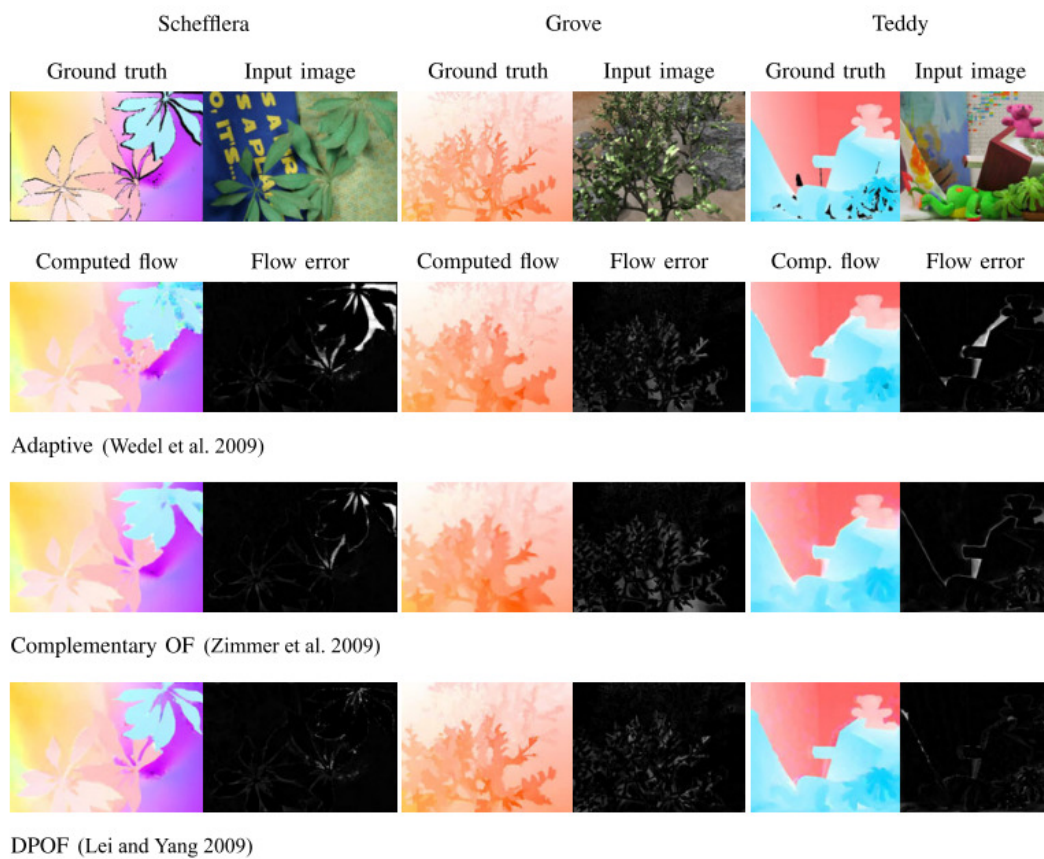 Schefflera Grove Teddy
Ground truth Input image Ground truth Input image Ground truth Input image
S A
S A PLA
O, IT'S...
Computed flow Flow error Computed flow Flow error Comp. flow Flow error
Adaptive (Wedel et al. 2009)
Complementary OF (Zimmer et al. 2009)
DPOF (Lei and Yang 2009)